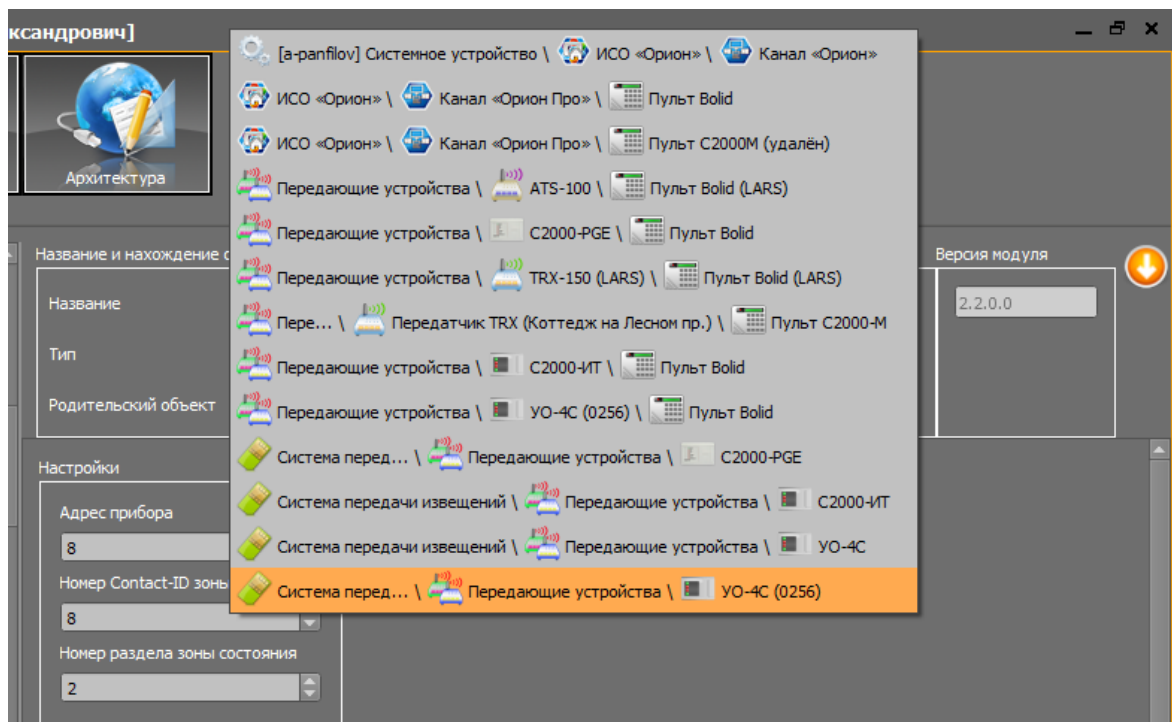 ксандрович]
[a-panfilov] Системное устройство \ ИСО «Орион» \ Канал «Орион»
ИСО «Орион» \ Канал «Орион Про» \ Пульт Bolid
ИСО «Орион» \ Канал «Орион Про» \ Пульт С2000М (удалён)
Архитектура
Передающие устройства \ ATS-100 \ Пульт Bolid (LARS)
Передающие устройства \ С2000-PGE \ Пульт Bolid
Название и нахождение с
Версия модуля
Передающие устройства \ TRX-150 (LARS) \ Пульт Bolid (LARS)
Название
2.2.0.0
Пере... \ Передатчик TRX (Коттедж на Лесном пр.) \ Пульт С2000-М
Тип
Передающие устройства \ С2000-ИТ \ Пульт Bolid
Родительский объект
Передающие устройства \ УО-4С (0256) \ Пульт Bolid
Настройки
Система перед... \ Передающие устройства \ С2000-PGE
Система передачи извещений \ Передающие устройства \ С2000-ИТ
Адрес прибора
8
Система передачи извещений \ Передающие устройства \ УО-4С
Номер Contact-ID зоны
Система перед... \ Передающие устройства \ УО-4С (0256)
8
Номер раздела зоны состояния
2